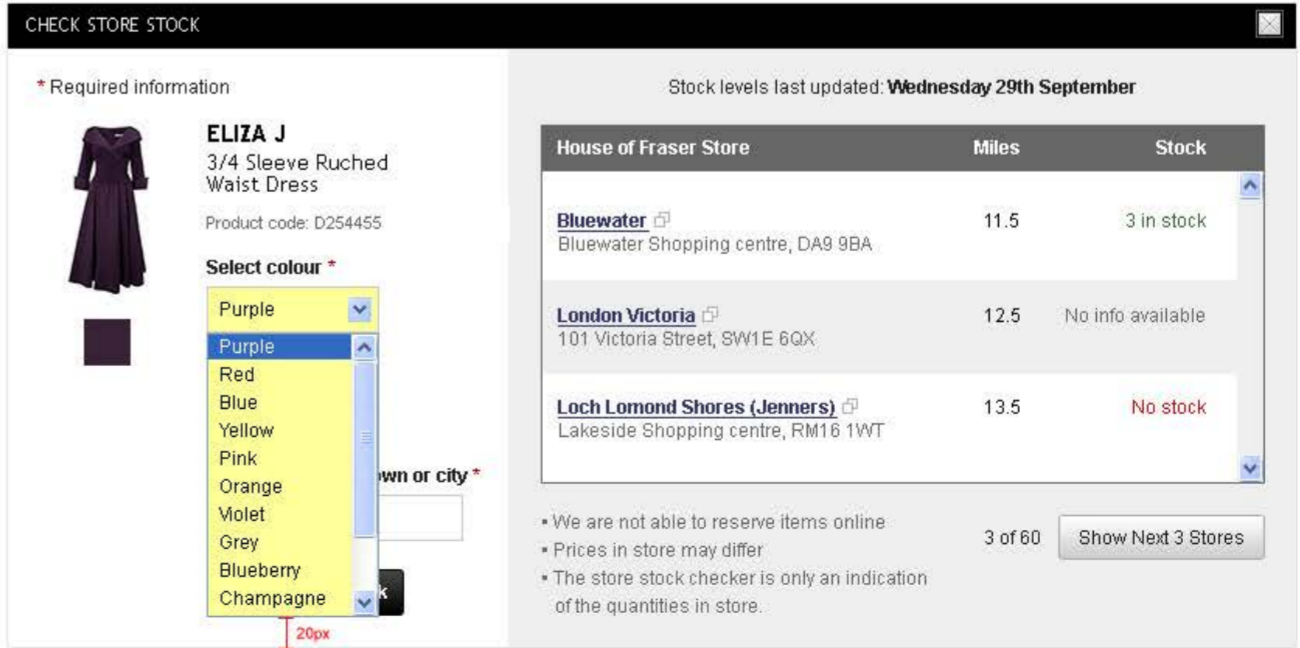 CHECK STORE STOCK
* Required information
ELIZA J
3/4 Sleeve Ruched
Waist Dress
Product code: D254455
Select colour *
Purple
Purple
Red
Blue
Yellow
Pink
Orange
Violet
Grey
Blueberry
Champagne
or city *
20px
Stock levels last updated: Wednesday 29th September
House of Fraser Store Miles Stock
Bluewater 11.5 3 in stock
Bluewater Shopping centre, DA9 9BA
London Victoria 12.5 No info available
101 Victoria Street, SW1E 6QX
Loch Lomond Shores (Jenners) 13.5 No stock
Lakeside Shopping centre, RM16 1WT
▪ We are not able to reserve items online
▪ Prices in store may differ
▪ The store stock checker is only an indication
of the quantities in store.
3 of 60 Show Next 3 Stores